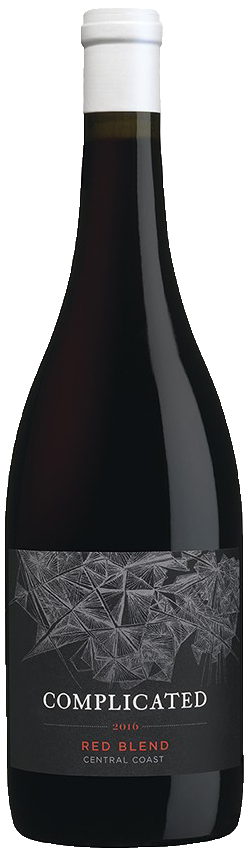 COMPLICATED
2016
RED BLEND
CENTRAL COAST